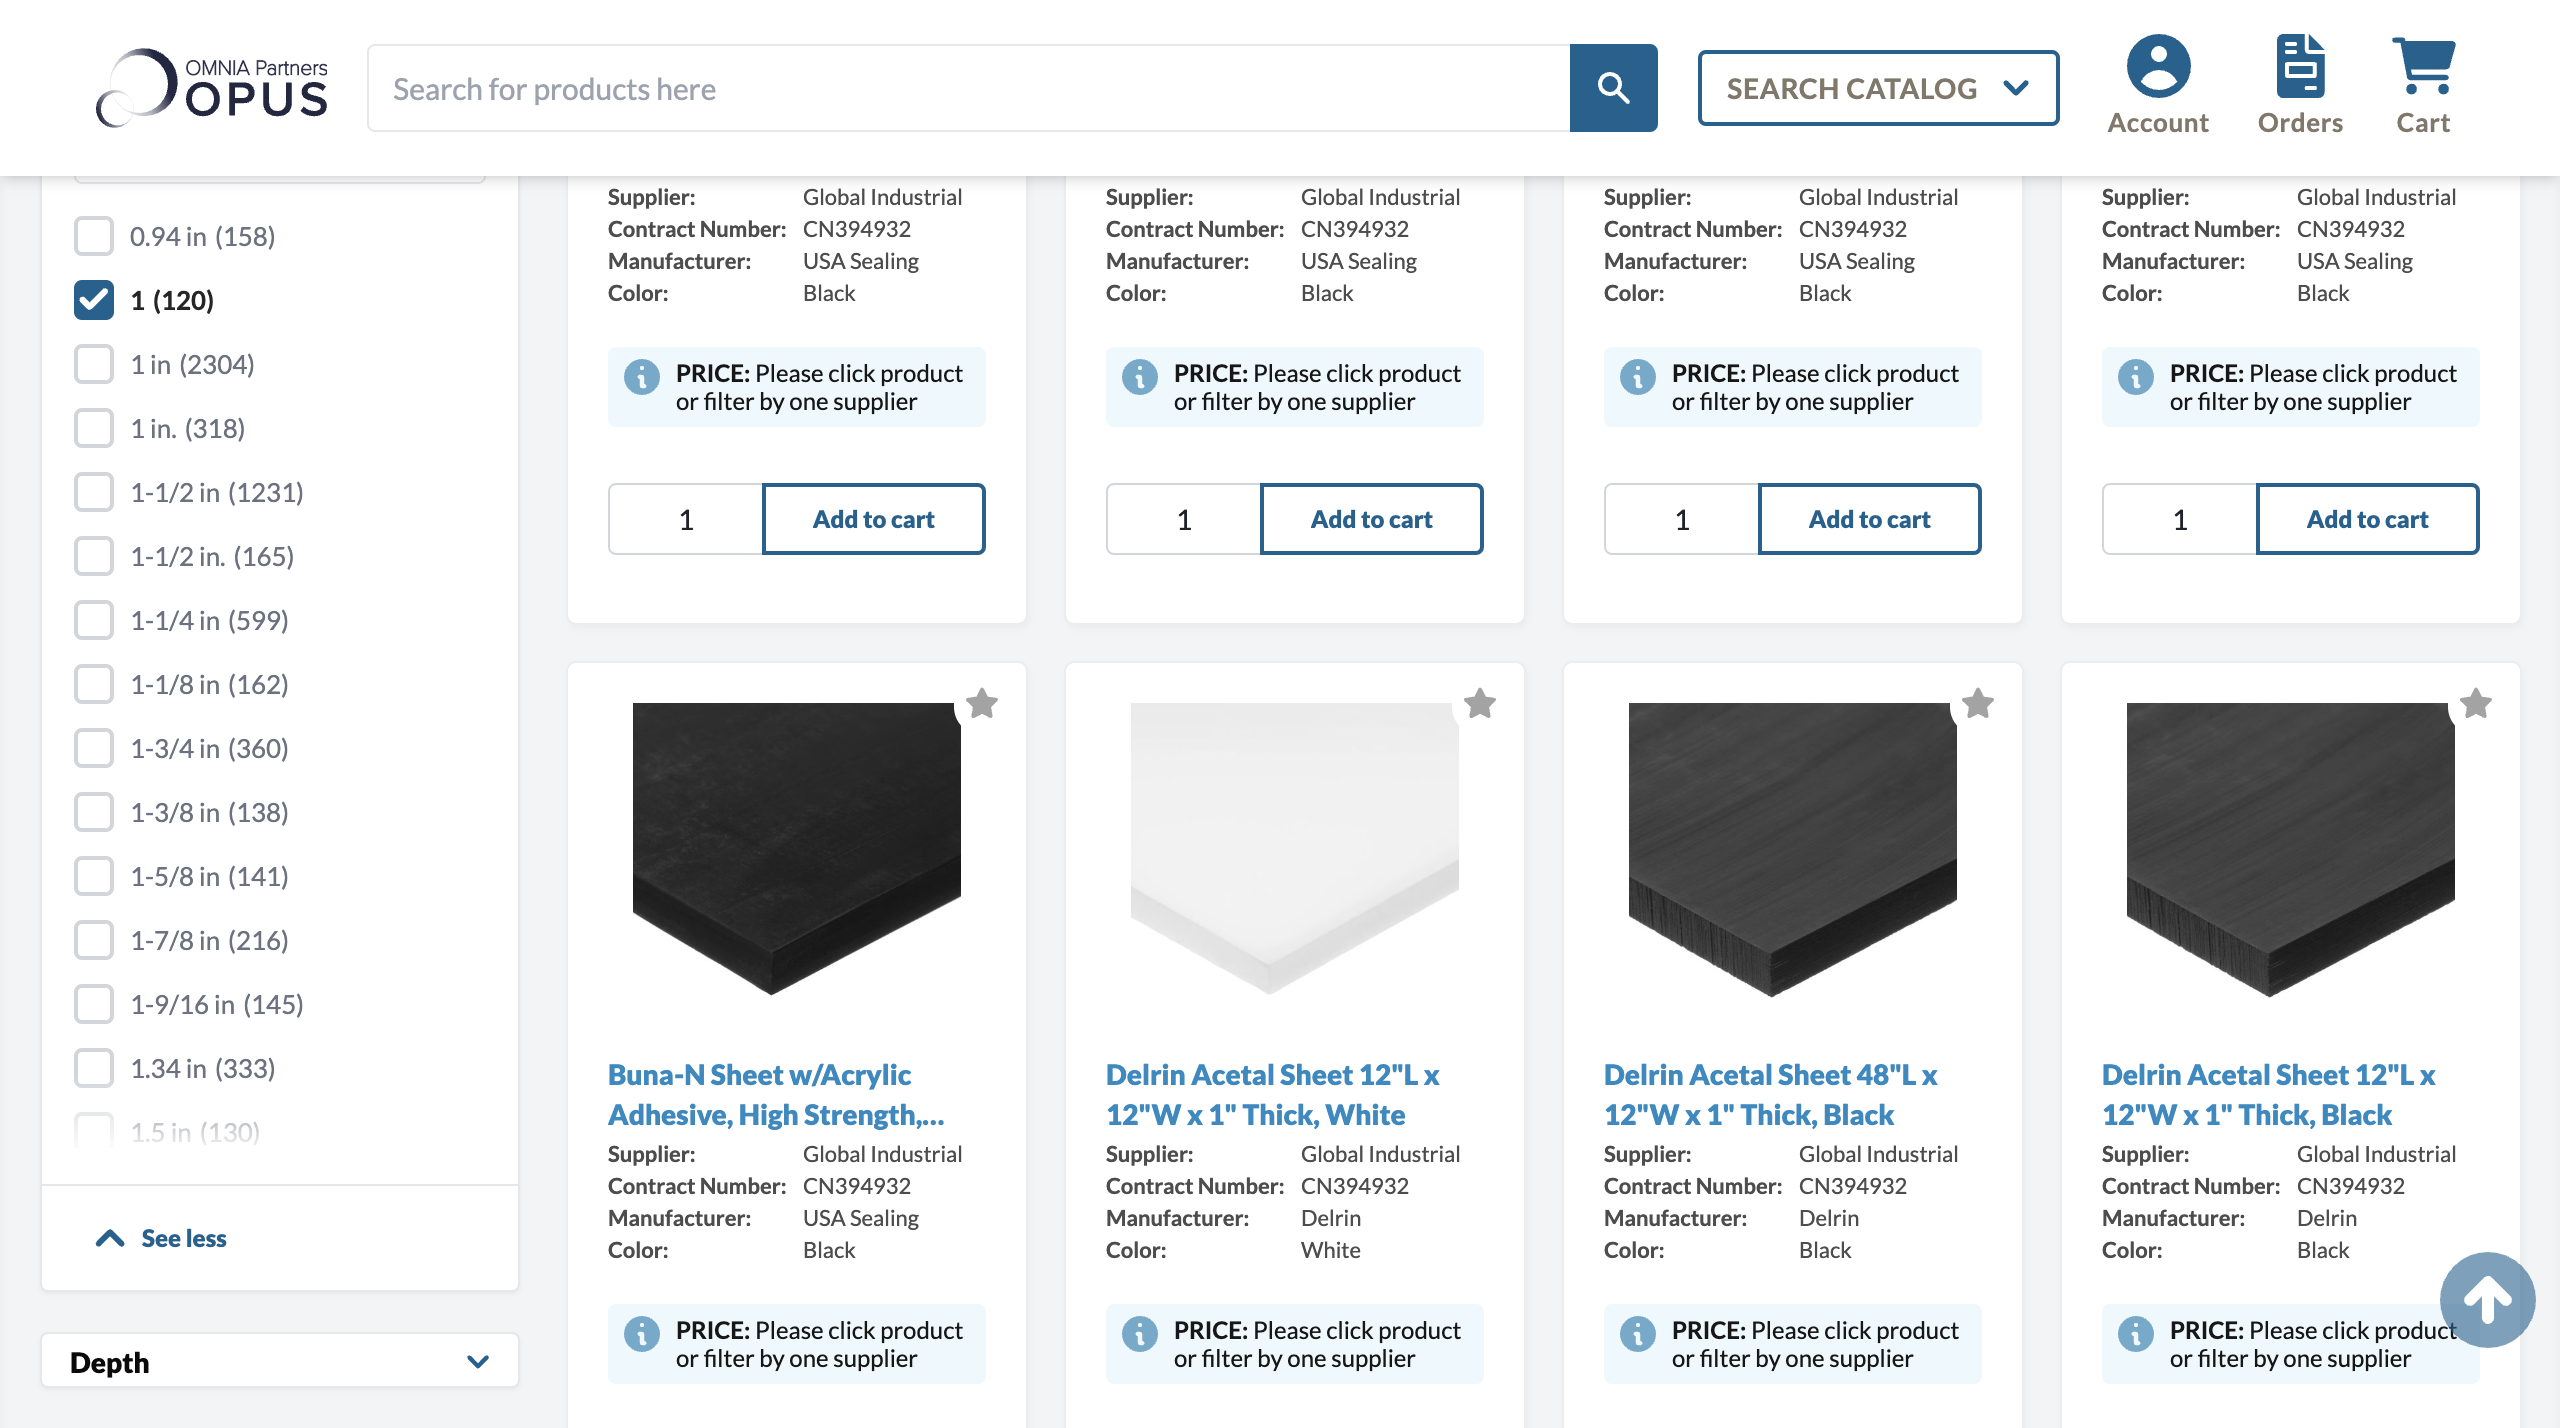 OMNIA Partners
OPUS
Search for products here
SEARCH CATALOG
Account
Orders
Cart
0.94 in (158)
1 (120)
1 in (2304)
1 in. (318)
1-1/2 in (1231)
1-1/2 in. (165)
1-1/4 in (599)
1-1/8 in (162)
1-3/4 in (360)
1-3/8 in (138)
1-5/8 in (141)
1-7/8 in (216)
1-9/16 in (145)
1.34 in (333)
1.5 in (130)
See less
Depth
Supplier: Global Industrial
Contract Number: CN394932
Manufacturer: USA Sealing
Color: Black
PRICE: Please click product
or filter by one supplier
1 Add to cart
Supplier: Global Industrial
Contract Number: CN394932
Manufacturer: USA Sealing
Color: Black
PRICE: Please click product
or filter by one supplier
1 Add to cart
Supplier: Global Industrial
Contract Number: CN394932
Manufacturer: USA Sealing
Color: Black
PRICE: Please click product
or filter by one supplier
1 Add to cart
Supplier: Global Industrial
Contract Number: CN394932
Manufacturer: USA Sealing
Color: Black
PRICE: Please click product
or filter by one supplier
1 Add to cart
Buna-N Sheet w/Acrylic
Adhesive, High Strength,...
Supplier: Global Industrial
Contract Number: CN394932
Manufacturer: USA Sealing
Color: Black
PRICE: Please click product
or filter by one supplier
Delrin Acetal Sheet 12"L x
12"W x 1" Thick, White
Supplier: Global Industrial
Contract Number: CN394932
Manufacturer: Delrin
Color: White
PRICE: Please click product
or filter by one supplier
Delrin Acetal Sheet 48"L x
12"W x 1" Thick, Black
Supplier: Global Industrial
Contract Number: CN394932
Manufacturer: Delrin
Color: Black
PRICE: Please click product
or filter by one supplier
Delrin Acetal Sheet 12"L x
12"W x 1" Thick, Black
Supplier: Global Industrial
Contract Number: CN394932
Manufacturer: Delrin
Color: Black
PRICE: Please click product
or filter by one supplier